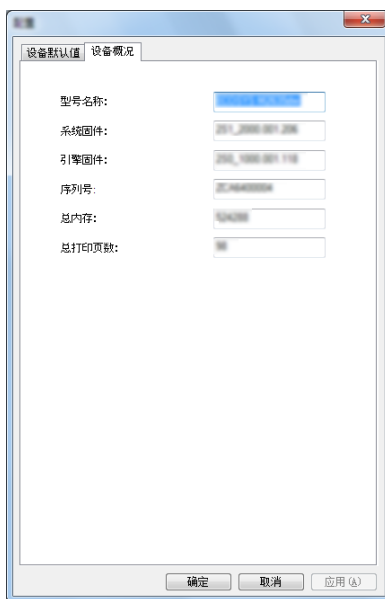 设备默认值 设备概况
型号名称:
系统固件: 251_2000.001.206
引擎固件: 250_1000.001.118
序列号: ZCA6400004
总内存: 524288
总打印页数: 98
确定 取消 应用(A)